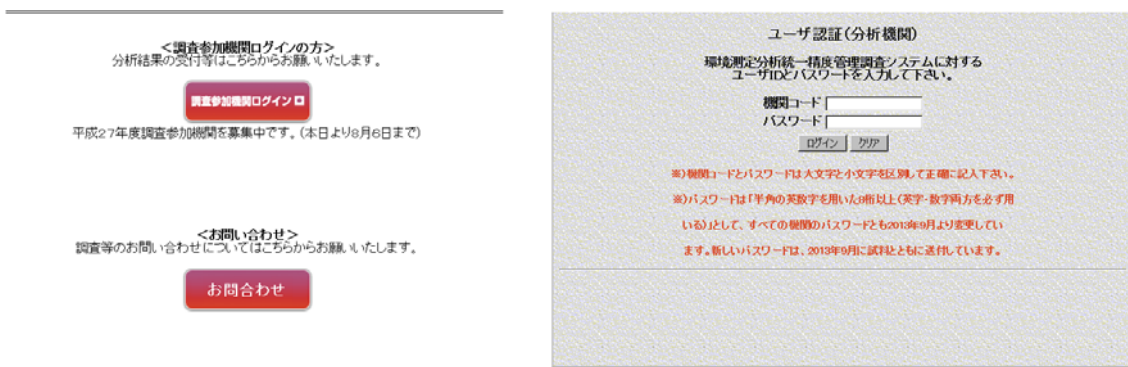 ＜調査参加機関ログインの方＞
分析結果の受付等はこちらからお願いいたします。
調査参加機関ログイン
平成27年度調査参加機関を募集中です。(本日より8月6日まで)
＜お問い合わせ＞
調査等のお問い合わせについてはこちらからお願いいたします。
お問合わせ
ユーザ認証(分析機関)
環境測定分析統一精度管理調査システムに対する
ユーザIDとパスワードを入力して下さい。
機関コード
パスワード
ログイン クリア
※)機関コードとパスワードは大文字と小文字を区別して正確に記入下さい。
※)パスワードは「半角の英数字を用いた8桁以上(英字・数字両方を必ず用
いる)」として、すべての機関のパスワードとも2013年9月より変更してい
ます。新しいパスワードは、2013年9月に試料とともに送付しています。